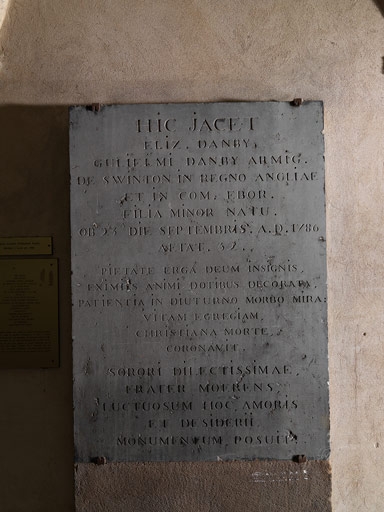 HIC JACET
ELIZ. DANBY,
GULIELMI DANBY ARMIG.
DE SWINTON IN REGNO ANGLIAE
ET IN COM. EBOR.
FILIA MINOR NATU.
OB. 23 DIE SEPTEMBRIS. A.D. 1786
AETAT. 32.
PIETATE ERGA DEUM INSIGNIS,
EXIMIIS ANIMI DOTIBUS DECORATA,
PATIENTIA IN DIUTURNO MORBO MIRA:
VITAM EGREGIAM,
CHRISTIANA MORTE
CORONAVIT.
SORORI DILECTISSIMAE
FRATER MOERENS
LUCTUOSUM HOC AMORIS
ET DESIDERII
MONUMENTUM POSUIT.